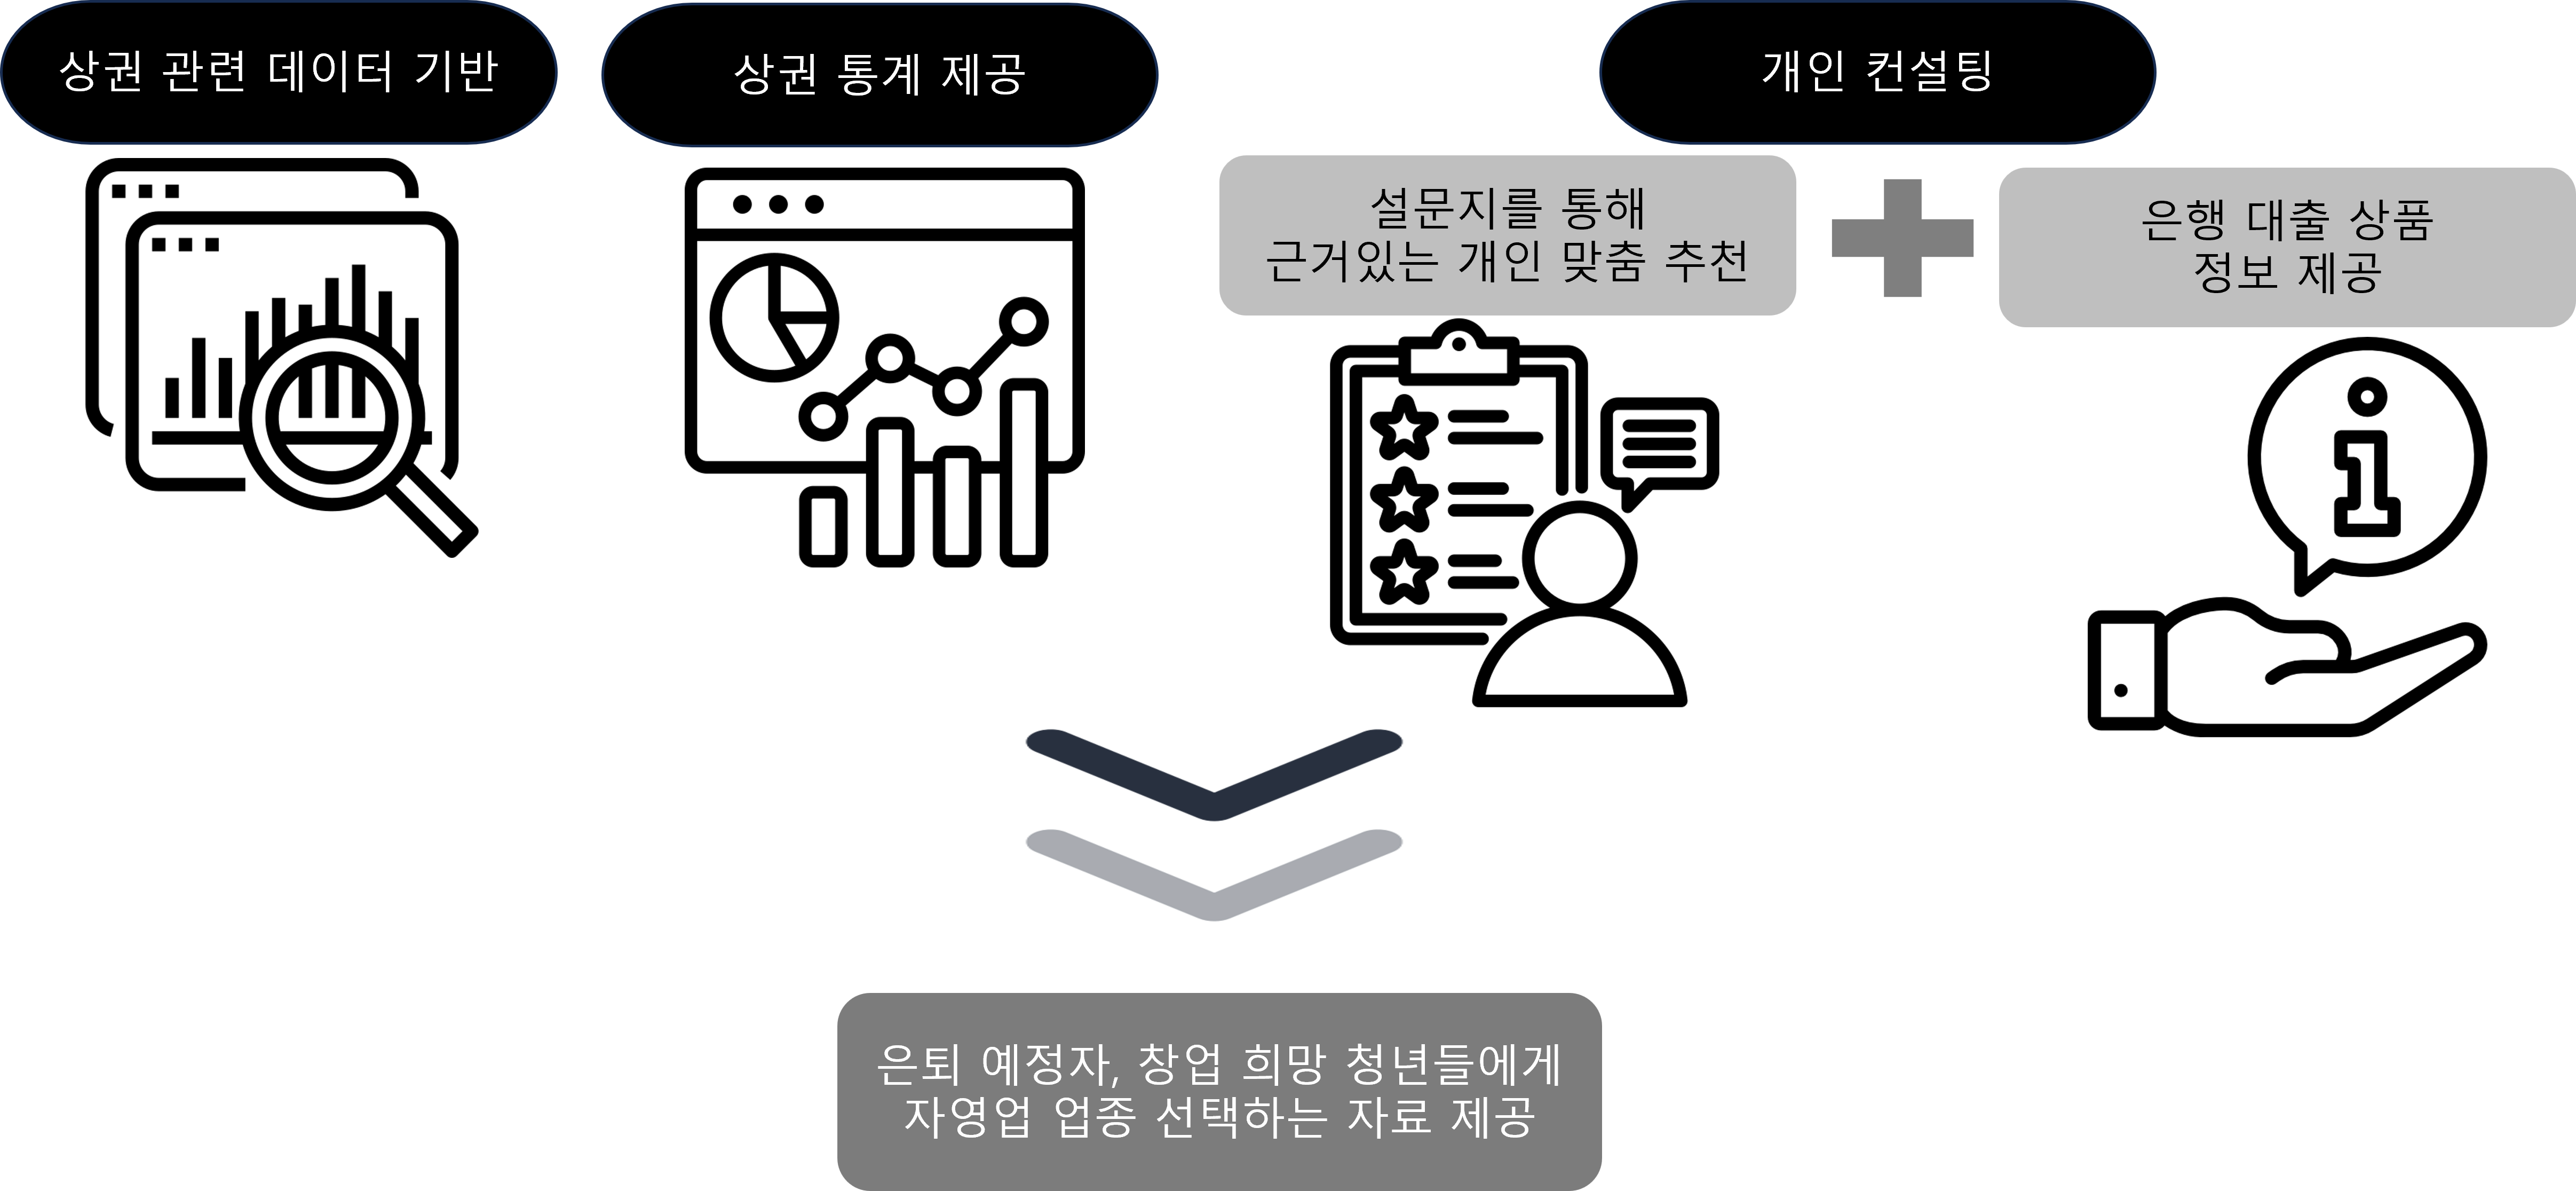 상권 관련 데이터 기반
상권 통계 제공
개인 컨설팅
설문지를 통해
근거있는 개인 맞춤 추천
은행 대출 상품
정보 제공
은퇴 예정자, 창업 희망 청년들에게
자영업 업종 선택하는 자료 제공